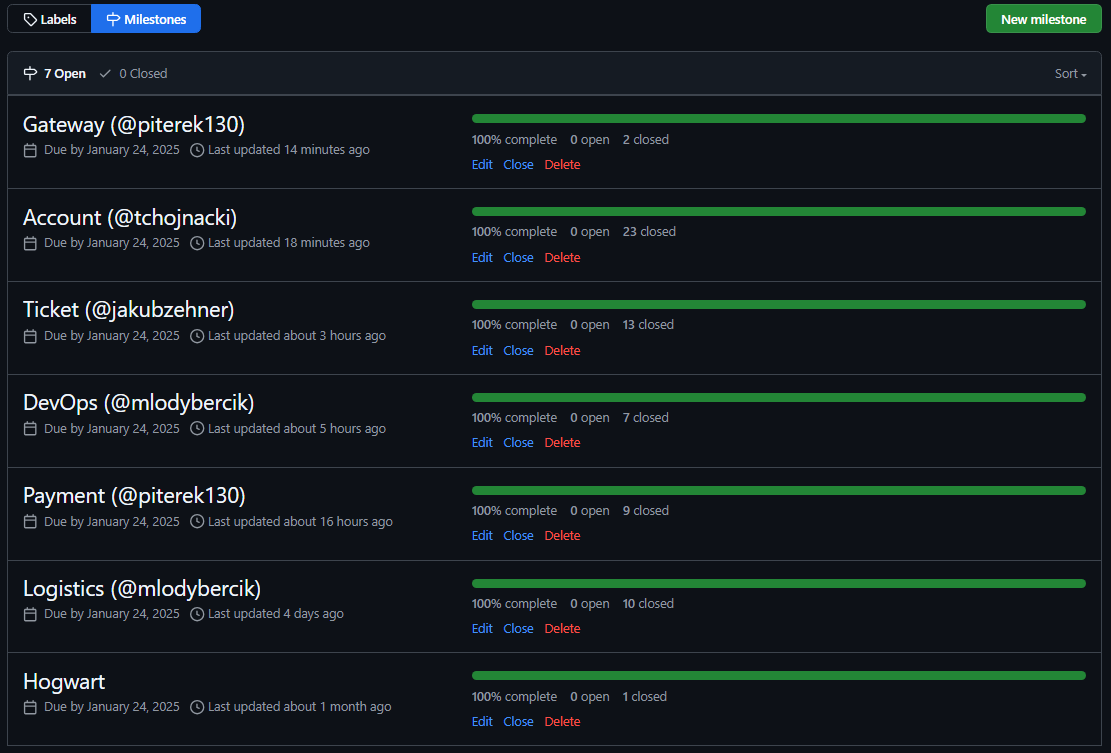 Labels Milestones New milestone
7 Open 0 Closed Sort
Gateway (@piterek130)
Due by January 24, 2025 Last updated 14 minutes ago
100% complete 0 open 2 closed
Edit Close Delete
Account (@tchojnacki)
Due by January 24, 2025 Last updated 18 minutes ago
100% complete 0 open 23 closed
Edit Close Delete
Ticket (@jakubzehner)
Due by January 24, 2025 Last updated about 3 hours ago
100% complete 0 open 13 closed
Edit Close Delete
DevOps (@mlodybercik)
Due by January 24, 2025 Last updated about 5 hours ago
100% complete 0 open 7 closed
Edit Close Delete
Payment (@piterek130)
Due by January 24, 2025 Last updated about 16 hours ago
100% complete 0 open 9 closed
Edit Close Delete
Logistics (@mlodybercik)
Due by January 24, 2025 Last updated 4 days ago
100% complete 0 open 10 closed
Edit Close Delete
Hogwart
Due by January 24, 2025 Last updated about 1 month ago
100% complete 0 open 1 closed
Edit Close Delete